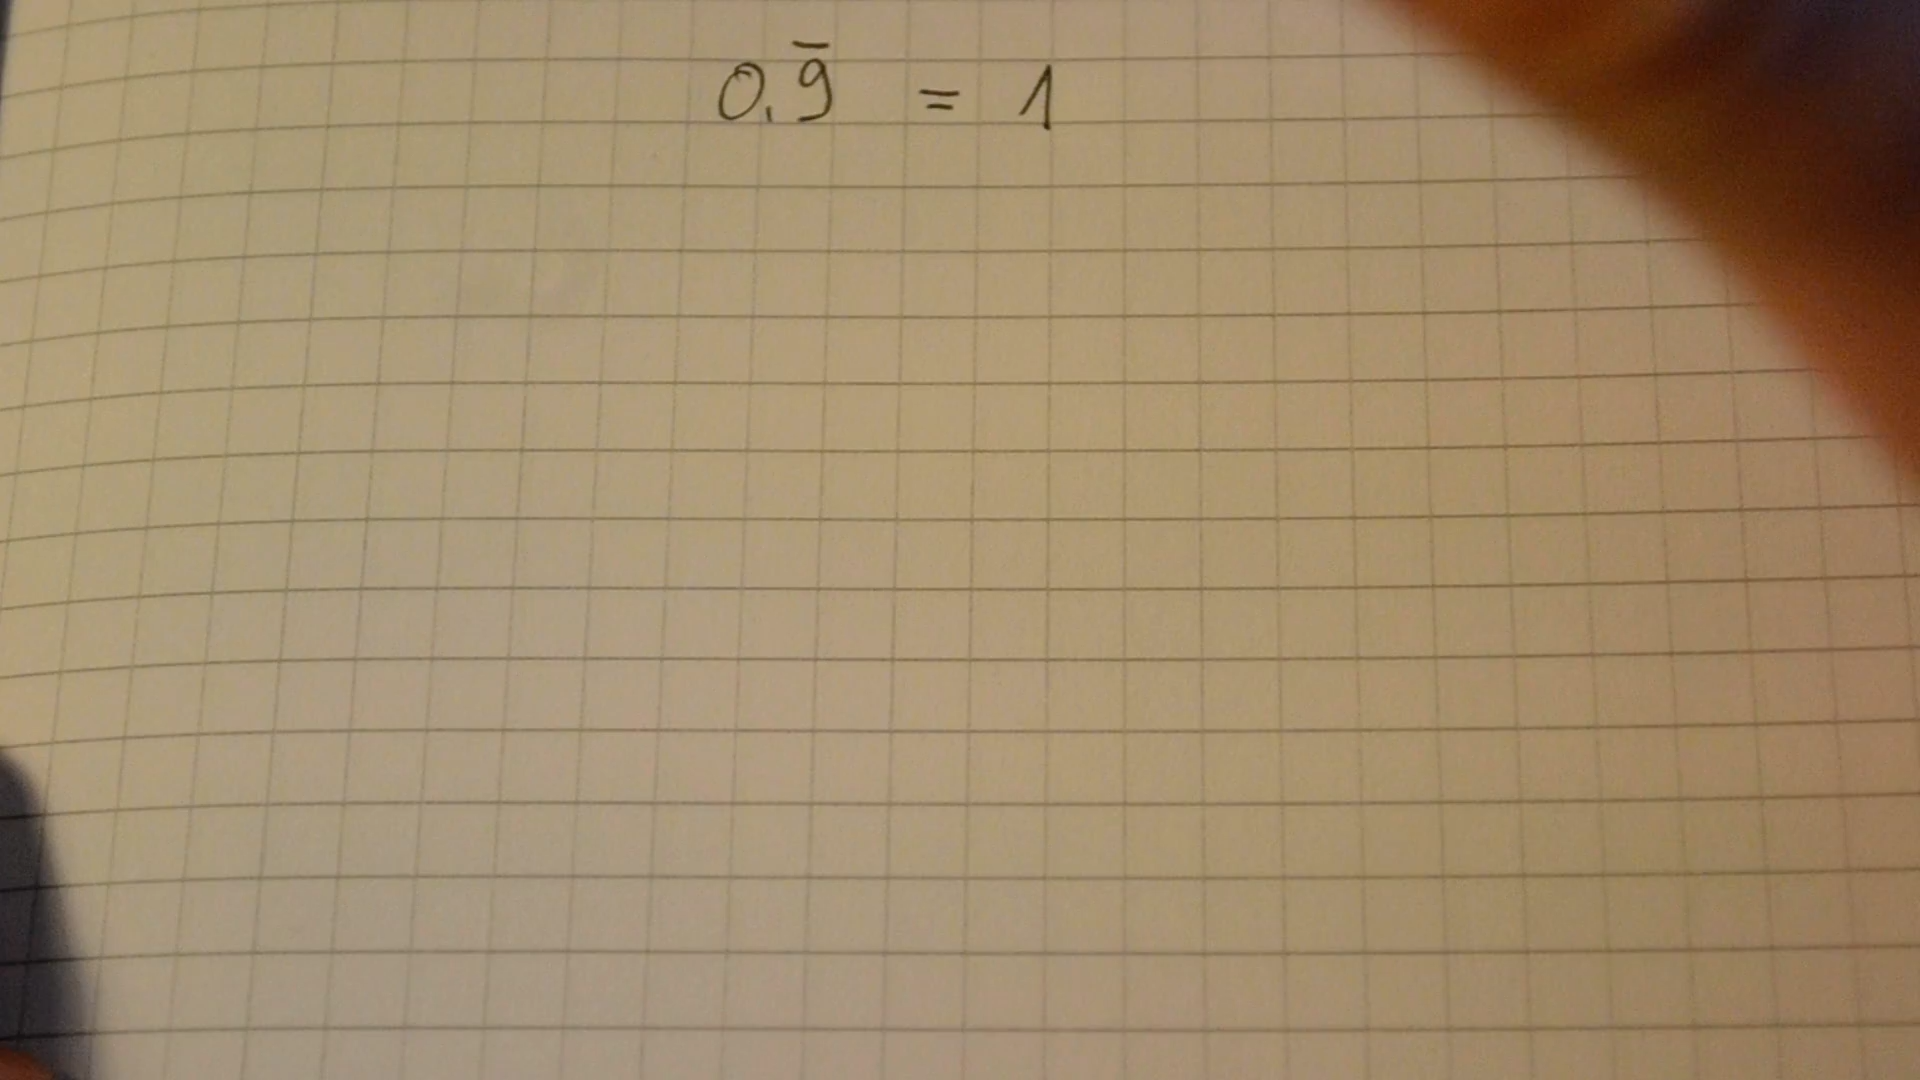 0.9̅ = 1